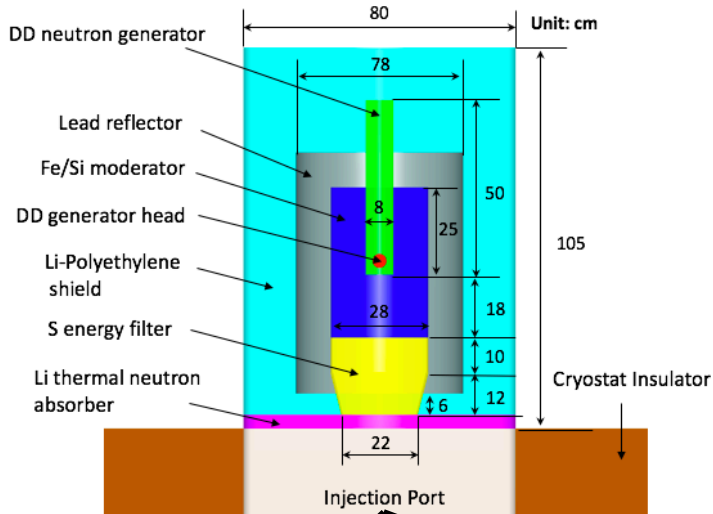 80
Unit: cm
DD neutron generator
78
Lead reflector
Fe/Si moderator
50
8
25
DD generator head
105
Li-Polyethylene
shield
18
28
S energy filter
10
Li thermal neutron
absorber
12
6
Cryostat Insulator
22
Injection Port